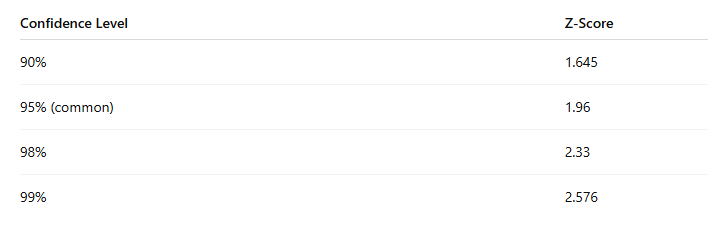 Confidence Level Z-Score
90% 1.645
95% (common) 1.96
98% 2.33
99% 2.576